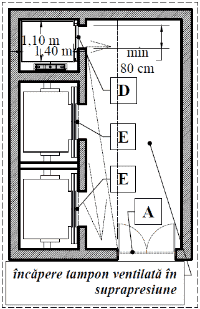 1,10 m
1,40 m
min
80 cm
D
E
E
A
încăpere tampon ventilată în
suprapresiune